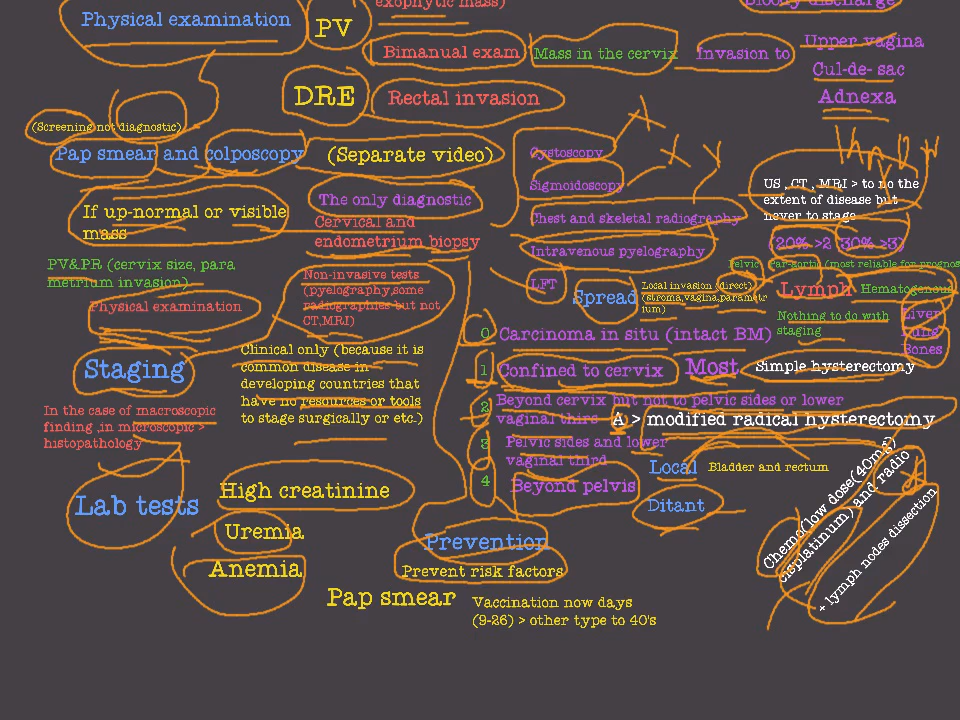 exophytic mass)
Bloody discharge
Physical examination
PV
Bimanual exam
Mass in the cervix
Invasion to
Upper vagina
Cul-de- sac
Adnexa
DRE
Rectal invasion
(Screening not diagnostic)
Pap smear and colposcopy
(Separate video)
Cystoscopy
Sigmoidoscopy
Chest and skeletal radiography
Intravenous pyelography
LFT
US , CT , MRI > to no the
extent of disease but
never to stage
If up-normal or visible
mass
The only diagnostic
Cervical and
endometrium biopsy
(20% >2 (30% >3)
Pelvic
Par-aortic (most reliable for prognos
PV&PR (cervix size, para
metrium invasion)
Physical examination
Non-invasive tests
(pyelography,some
radiographies but not
CT,MRI)
Spread
Local invasion (direct)
(stroma,vagina,parametr
ium)
Lymph
Hematogenous
Nothing to do with
staging
Liver
Lung
Bones
Staging
Clinical only (because it is
common disease in
developing countries that
have no resources or tools
to stage surgically or etc.)
In the case of macroscopic
finding ,in microscopic >
histopathology
0 Carcinoma in situ (intact BM)
1 Confined to cervix
Most
Simple hysterectomy
2 Beyond cervix but not to pelvic sides or lower
vaginal thirs
A > modified radical hysterectomy
3 Pelvic sides and lower
vaginal third
4 Beyond pelvis
Local
Bladder and rectum
Ditant
Chemo(low dose(40mg)
cisplatinum) and radio
+ lymph nodes dissection
Lab tests
High creatinine
Uremia
Anemia
Prevention
Prevent risk factors
Pap smear
Vaccination now days
(9-26) > other type to 40's